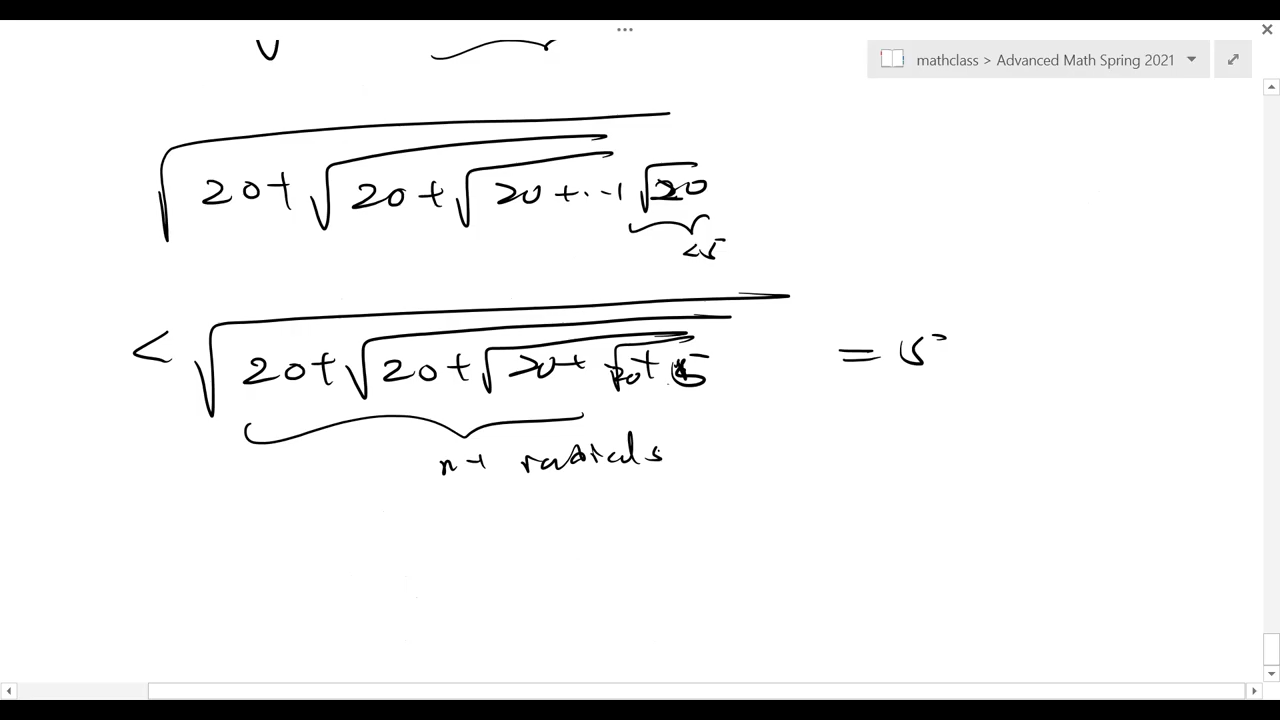 mathclass > Advanced Math Spring 2021
√20+√20+√20+...+√20
<5
< √20+√20+√20+√20+5 = 5
n-1 radicals